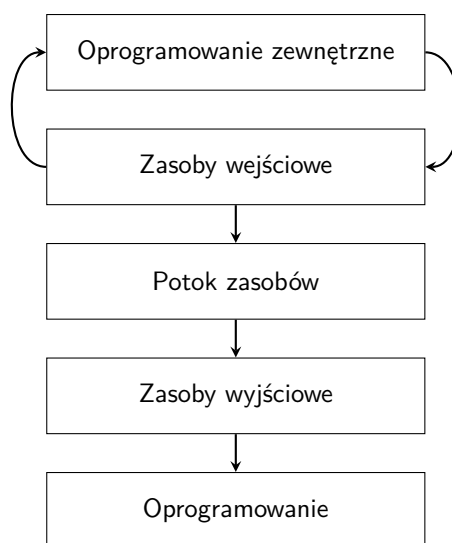 Oprogramowanie zewnętrzne
Zasoby wejściowe
Potok zasobów
Zasoby wyjściowe
Oprogramowanie